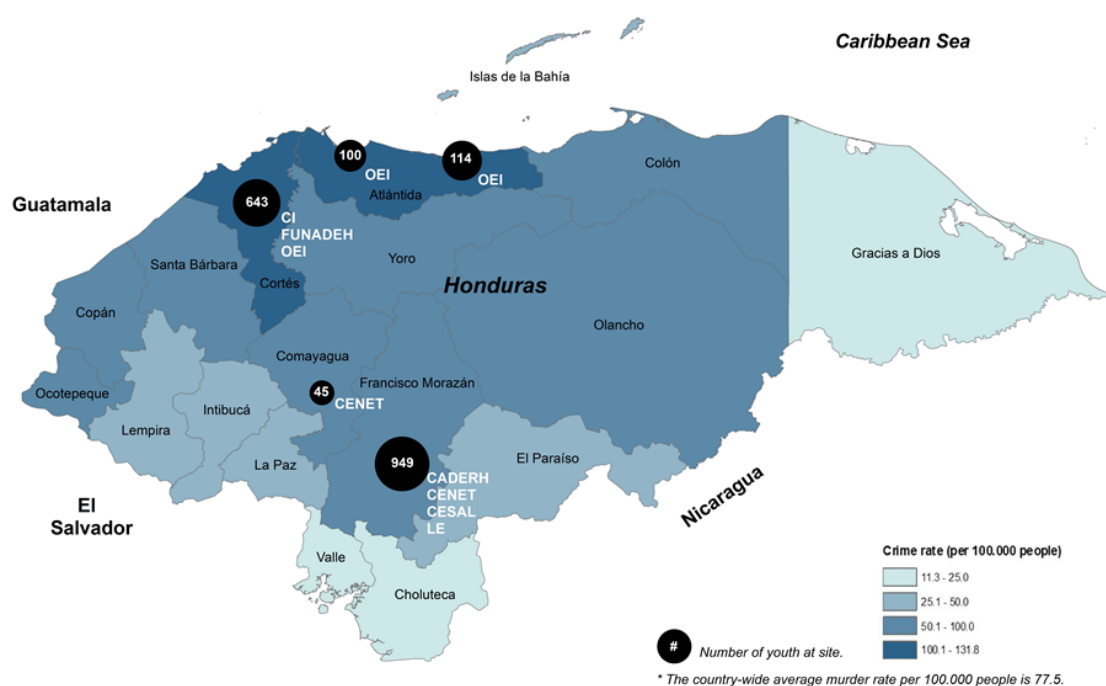 Caribbean Sea
Islas de la Bahía
100
OEI
114
OEI
Atlántida
Colón
Guatamala
643
CI
FUNADEH
OEI
Santa Bárbara
Yoro
Gracias a Dios
Cortés
Honduras
Copán
Olancho
Comayagua
Francisco Morazán
Ocotepeque
45
CENET
Intibucá
Lempira
La Paz
949
CADERH
CENET
CESAL
LE
El Paraíso
El
Salvador
Nicaragua
Valle
Choluteca
Crime rate (per 100.000 people)
11.3 - 25.0
25.1 - 50.0
50.1 - 100.0
100.1 - 131.8
# Number of youth at site.
* The country-wide average murder rate per 100.000 people is 77.5.